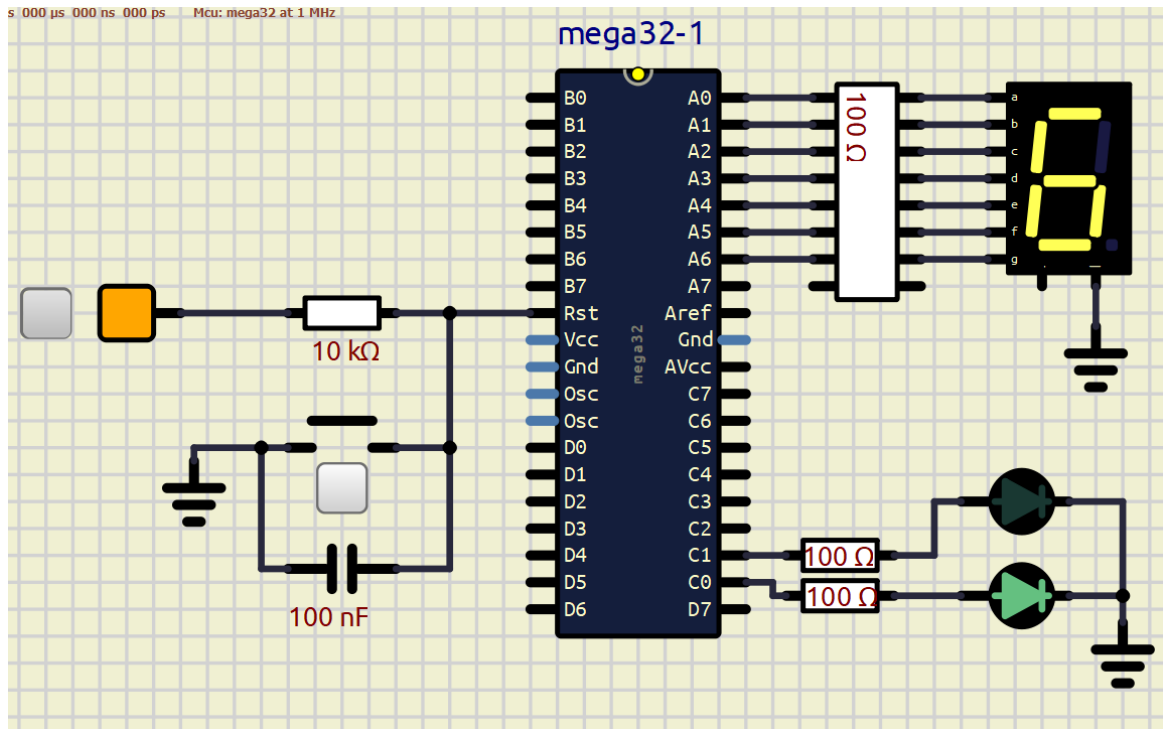 s 000 µs 000 ns 000 ps Mcu: mega32 at 1 MHz
mega32-1
B0 A0
B1 A1
B2 A2
B3 A3
B4 A4
B5 A5
B6 A6
B7 A7
Rst Aref
Vcc Gnd
Gnd AVcc
Osc C7
Osc C6
D0 C5
D1 C4
D2 C3
D3 C2
D4 C1
D5 C0
D6 D7
mega32
100 Ω
a
b
c
d
e
f
g
10 kΩ
100 nF
100 Ω
100 Ω